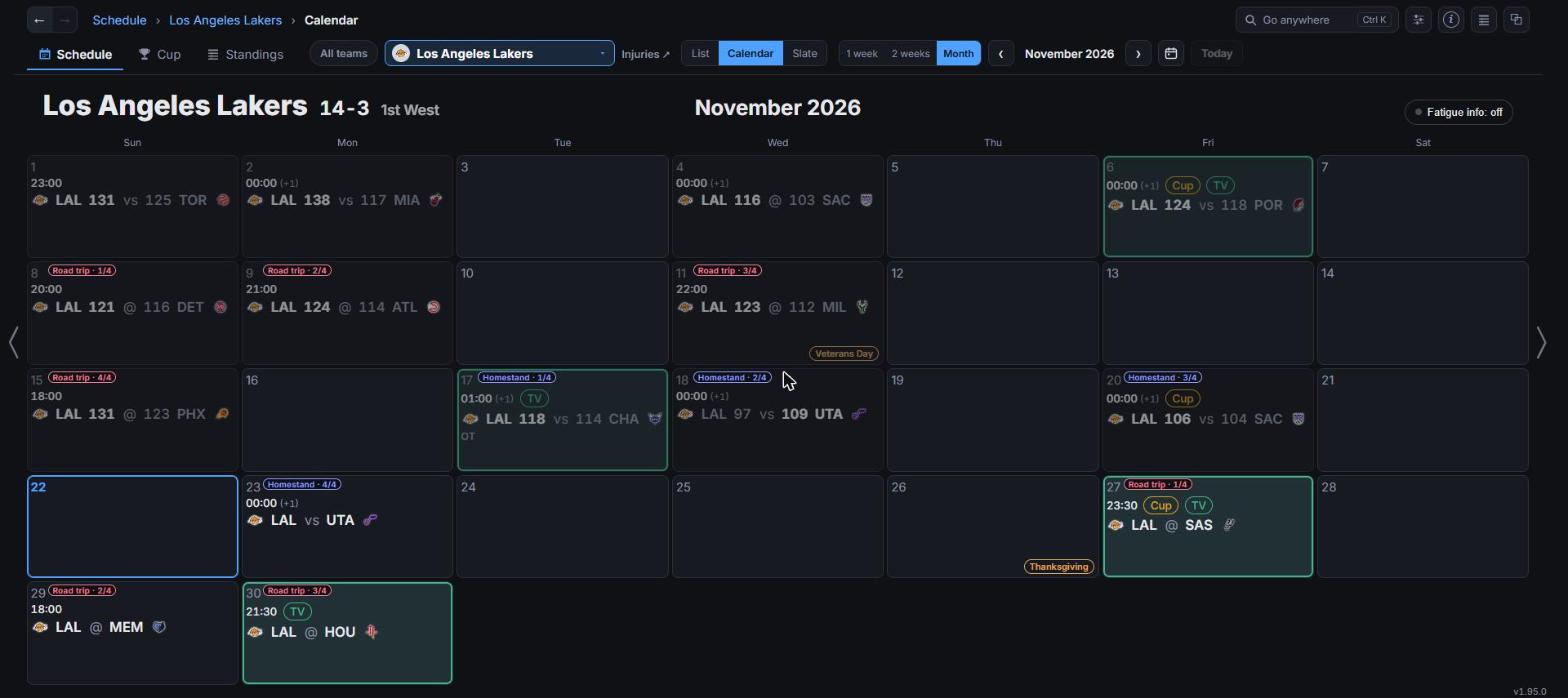 Schedule › Los Angeles Lakers › Calendar
Go anywhere Ctrl K
Schedule Cup Standings All teams Los Angeles Lakers Injuries ↗ List Calendar Slate 1 week 2 weeks Month November 2026 Today
Los Angeles Lakers 14-3 1st West
November 2026
Fatigue info: off
Sun Mon Tue Wed Thu Fri Sat
1
23:00
LAL 131 vs 125 TOR
2
00:00 (+1)
LAL 138 vs 117 MIA
3
4
00:00 (+1)
LAL 116 @ 103 SAC
5
6
00:00 (+1) Cup TV
LAL 124 vs 118 POR
7
8 Road trip · 1/4
20:00
LAL 121 @ 116 DET
9 Road trip · 2/4
21:00
LAL 124 @ 114 ATL
10
11 Road trip · 3/4
22:00
LAL 123 @ 112 MIL
Veterans Day
12
13
14
15 Road trip · 4/4
18:00
LAL 131 @ 123 PHX
16
17 Homestand · 1/4
01:00 (+1) TV
LAL 118 vs 114 CHA
OT
18 Homestand · 2/4
00:00 (+1)
LAL 97 vs 109 UTA
19
20 Homestand · 3/4
00:00 (+1) Cup
LAL 106 vs 104 SAC
21
22
23 Homestand · 4/4
00:00 (+1)
LAL vs UTA
24
25
26
Thanksgiving
27 Road trip · 1/4
23:30 Cup TV
LAL @ SAS
28
29 Road trip · 2/4
18:00
LAL @ MEM
30 Road trip · 3/4
21:30 TV
LAL @ HOU
v1.95.0